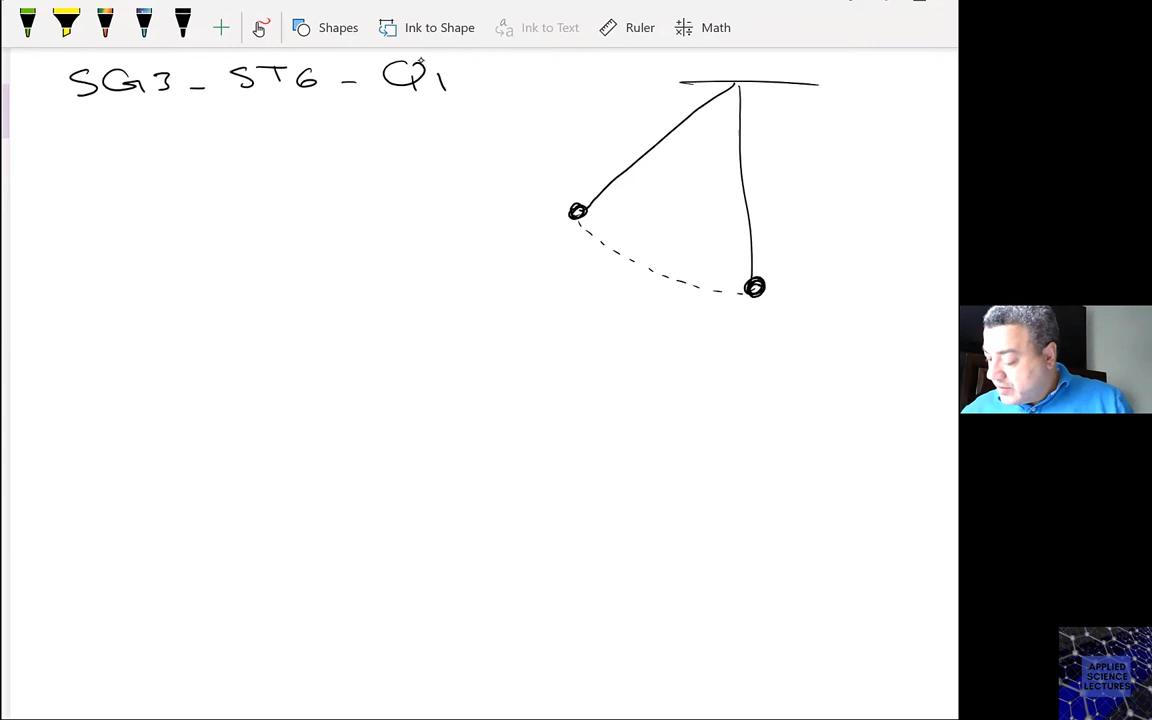 Shapes Ink to Shape Ink to Text Ruler Math
SG3 - ST6 - Q1
APPLIED
SCIENCE
LECTURES